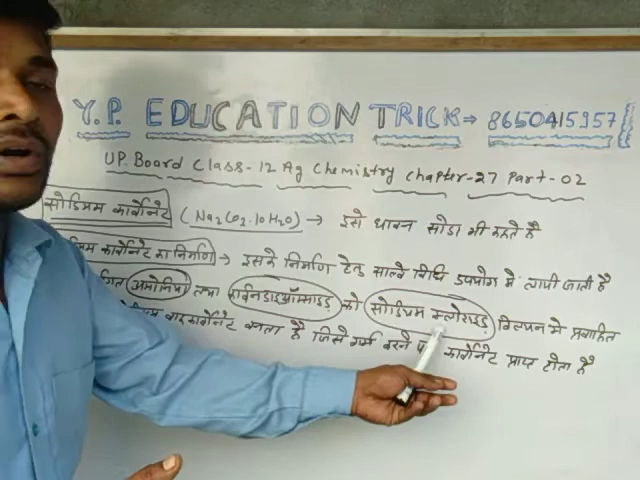 Y.P. EDUCATION TRICK → 8650415957
UP Board Class-12 Ag Chemistry Chapter-27 Part-02
सोडियम कार्बोनेट (Na2CO3.10H2O) → इसे धावन सोडा भी कहते है
कार्बोनेट का निर्माण → इसके निर्माण हेतु साल्वे विधि उपयोग में लायी जाती है
अमोनिया तथा कार्बनडाइऑक्साइड को सोडियम क्लोराइड विलयन मे प्रवाहित
बाइकार्बोनेट बनता है जिसे गर्म करने कार्बोनेट प्राप्त होता है